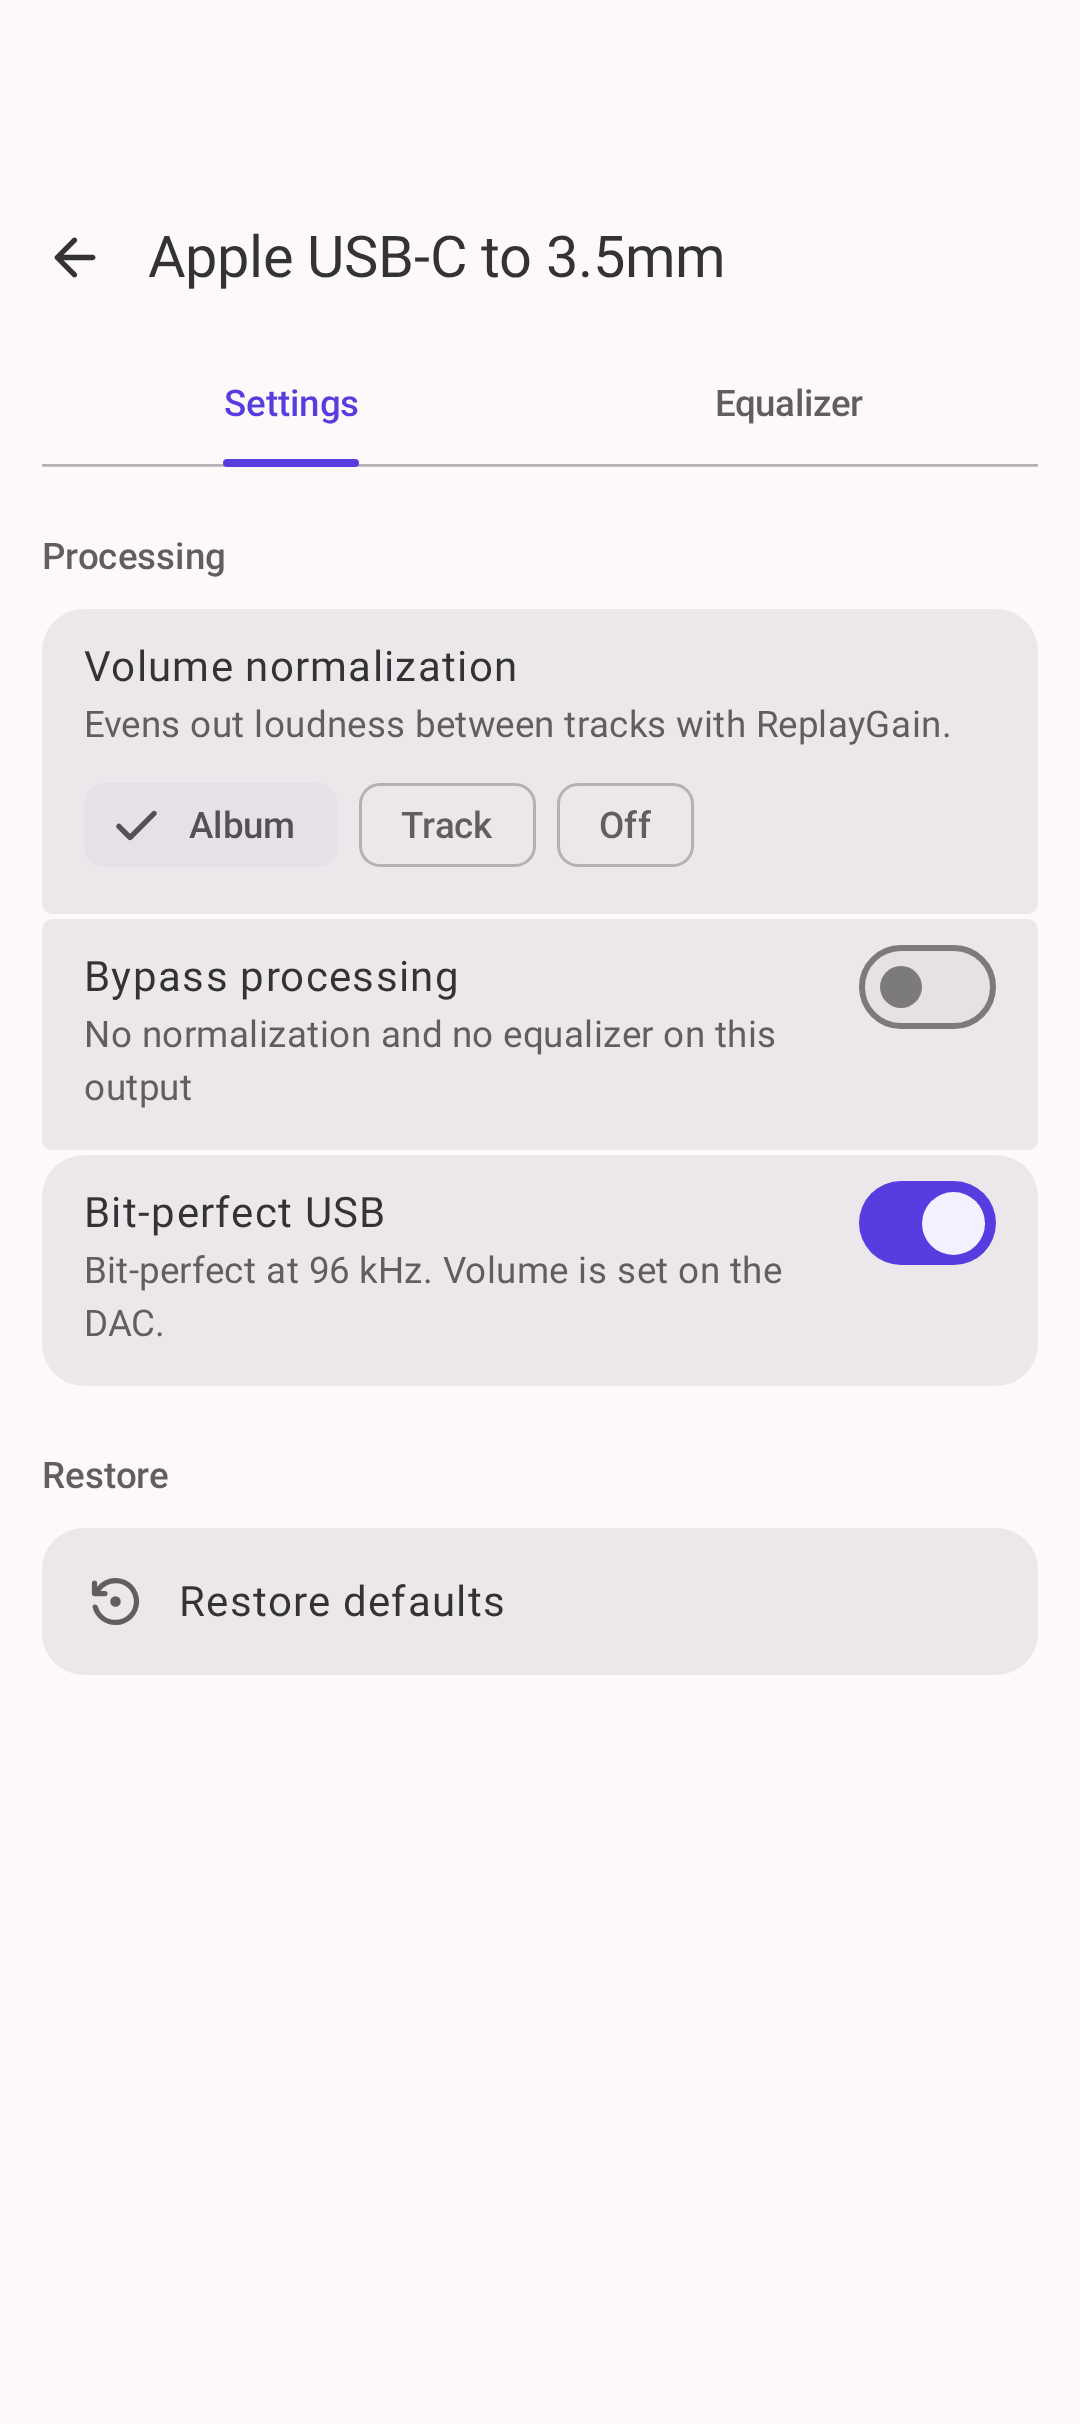 Apple USB-C to 3.5mm
Settings
Equalizer
Processing
Volume normalization
Evens out loudness between tracks with ReplayGain.
Album
Track
Off
Bypass processing
No normalization and no equalizer on this
output
Bit-perfect USB
Bit-perfect at 96 kHz. Volume is set on the
DAC.
Restore
Restore defaults